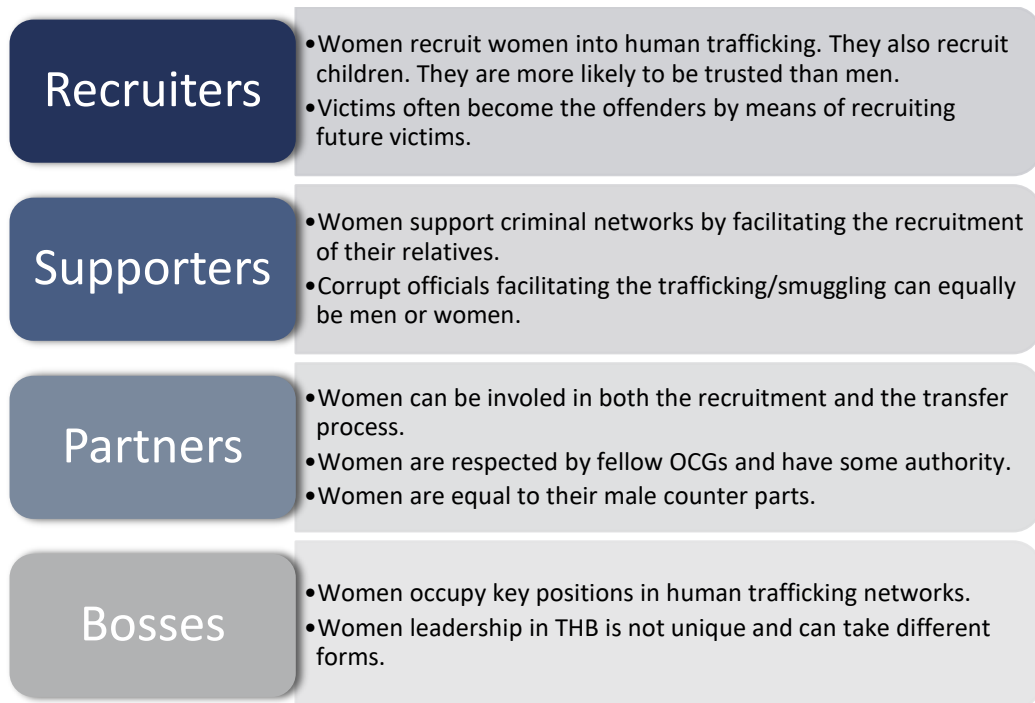 Recruiters
•Women recruit women into human trafficking. They also recruit
children. They are more likely to be trusted than men.
•Victims often become the offenders by means of recruiting
future victims.
Supporters
•Women support criminal networks by facilitating the recruitment
of their relatives.
•Corrupt officials facilitating the trafficking/smuggling can equally
be men or women.
Partners
•Women can be involed in both the recruitment and the transfer
process.
•Women are respected by fellow OCGs and have some authority.
•Women are equal to their male counter parts.
Bosses
•Women occupy key positions in human trafficking networks.
•Women leadership in THB is not unique and can take different
forms.